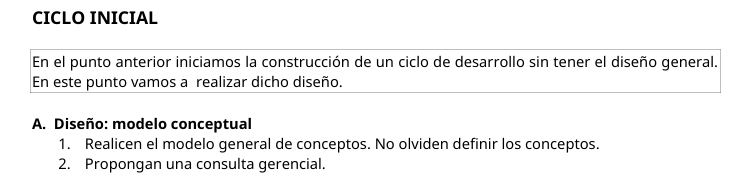 CICLO INICIAL
En el punto anterior iniciamos la construcción de un ciclo de desarrollo sin tener el diseño general.
En este punto vamos a  realizar dicho diseño.
A. Diseño: modelo conceptual
1. Realicen el modelo general de conceptos. No olviden definir los conceptos.
2. Propongan una consulta gerencial.